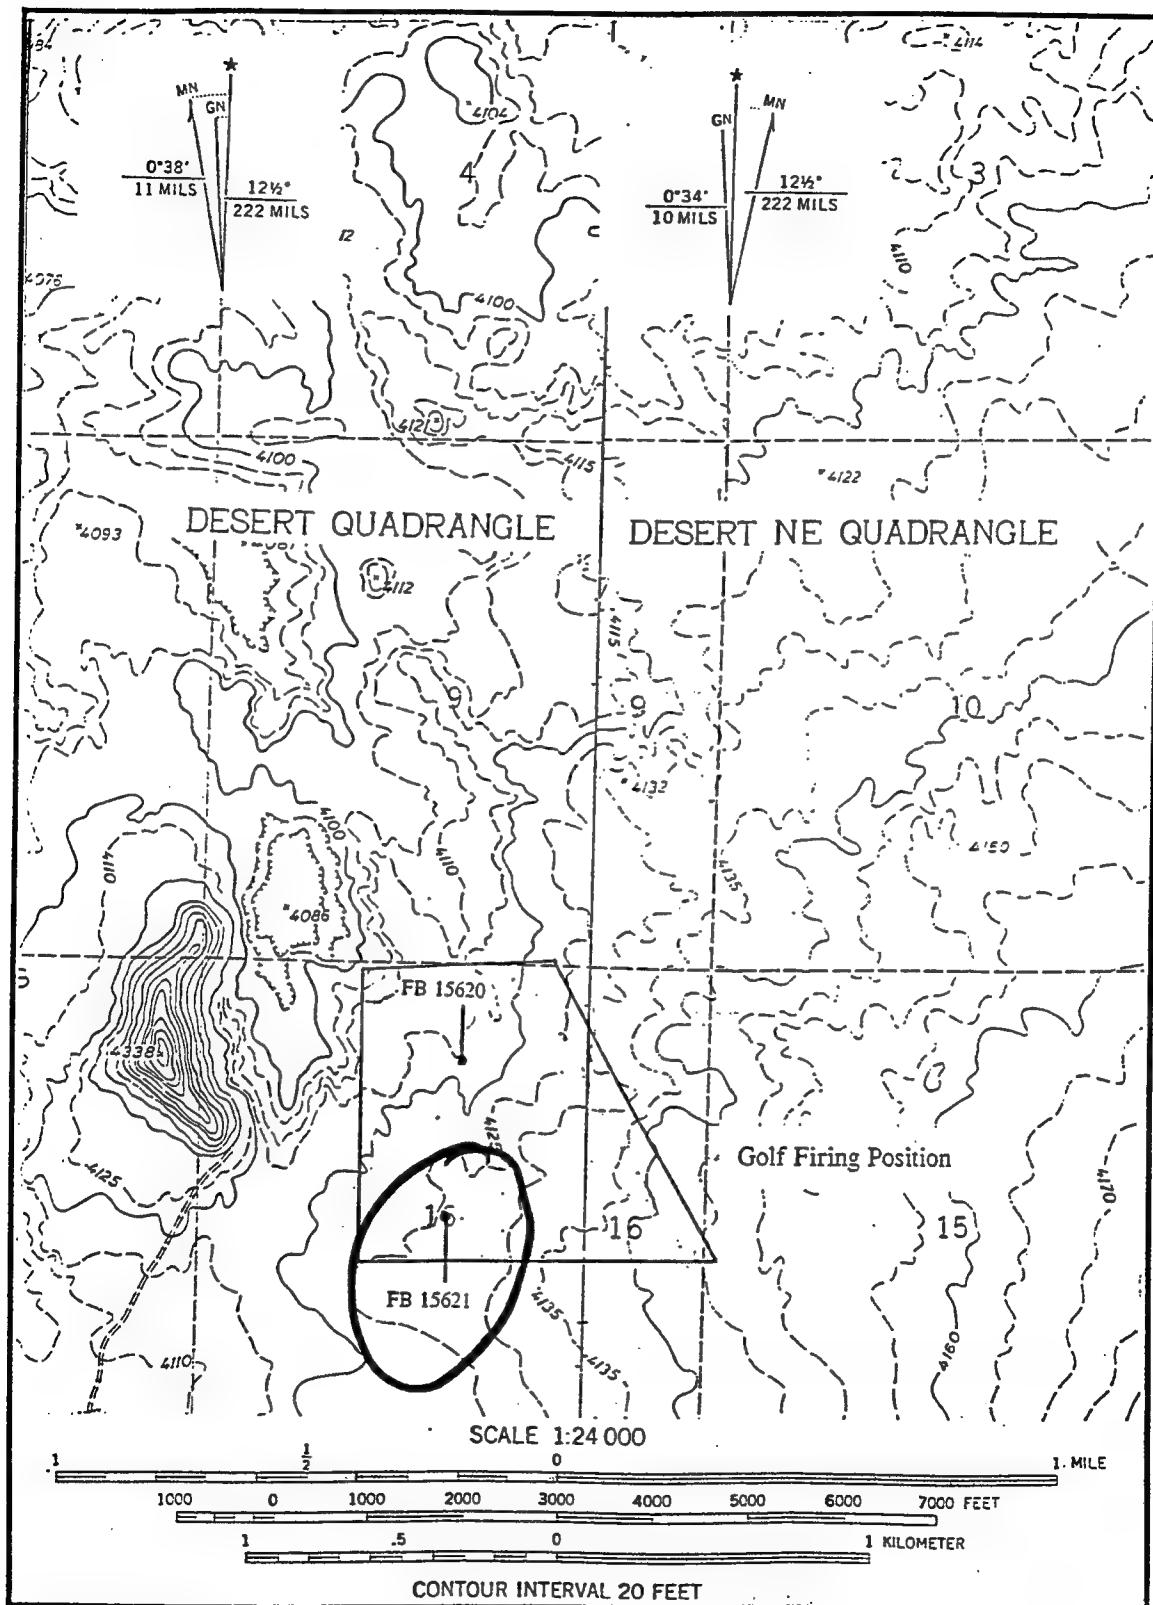 4114
MN
GN
0°38'
11 MILS
12½°
222 MILS
4104
4
GN
MN
0°34'
10 MILS
12½°
222 MILS
2
3
12
4076
4100
4110
4121
4100
4115
4122
DESERT QUADRANGLE
DESERT NE QUADRANGLE
4093
4112
4115
9
9
10
4132
4100
4110
4110
4135
4086
FB 15620
4338
4125
4125
Golf Firing Position
4170
16
15
FB 15621
4135
4135
4110
4160
SCALE 1:24 000
1
½
0
1 MILE
1000
0
1000
2000
3000
4000
5000
6000
7000 FEET
1
.5
0
1 KILOMETER
CONTOUR INTERVAL 20 FEET